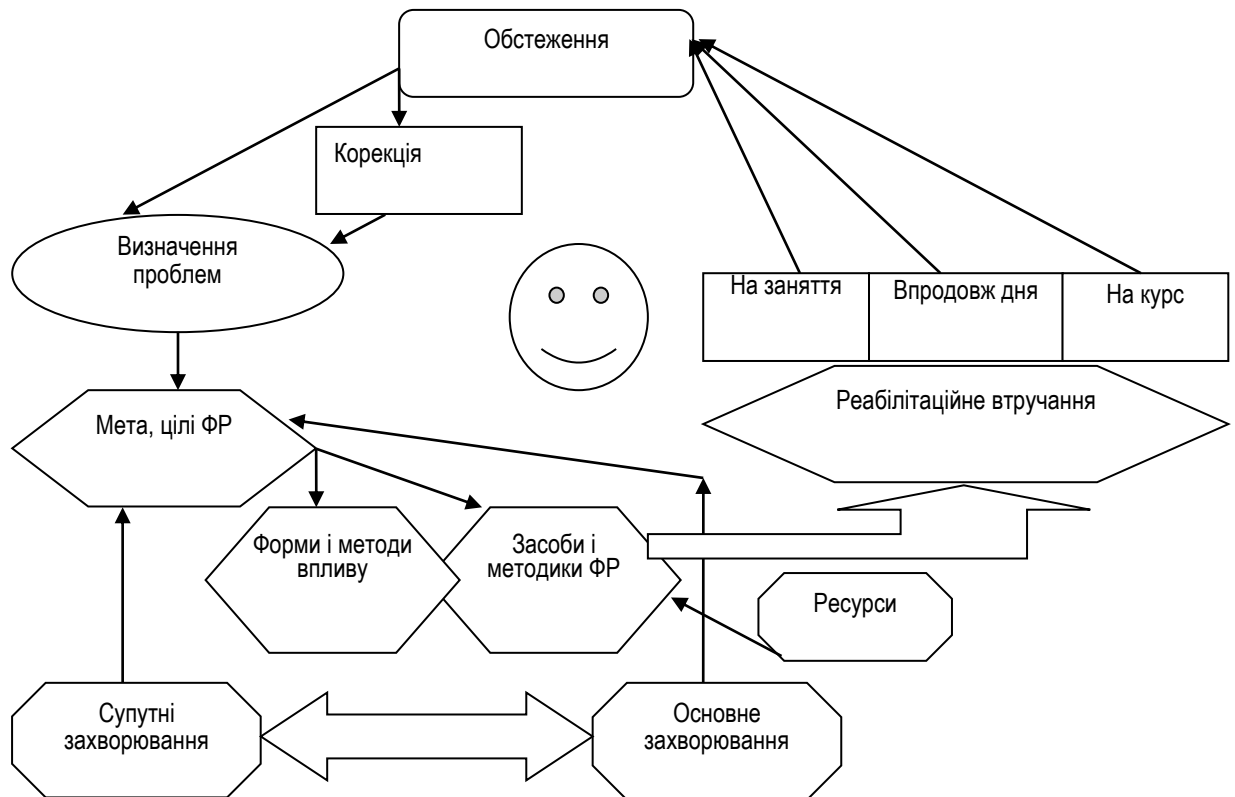 Обстеження
Корекція
Визначення
проблем
На заняття
Впродовж дня
На курс
Мета, цілі ФР
Реабілітаційне втручання
Форми і методи
впливу
Засоби і
методики ФР
Ресурси
Супутні
захворювання
Основне
захворювання